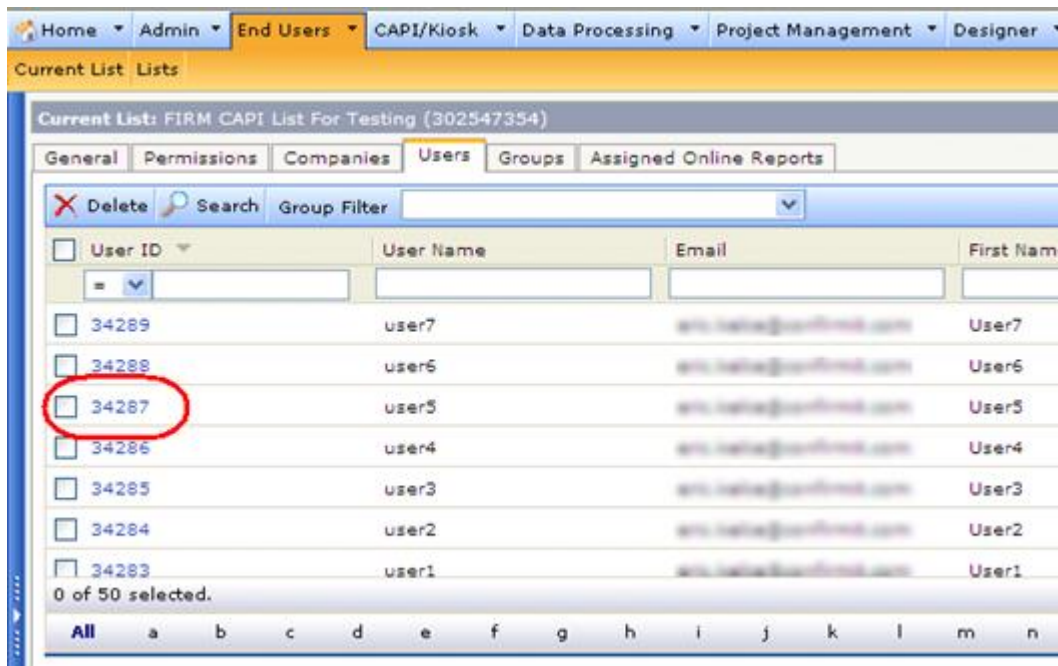 Home Admin End Users CAPI/Kiosk Data Processing Project Management Designer
Current List Lists
Current List: FIRM CAPI List For Testing (302547354)
General Permissions Companies Users Groups Assigned Online Reports
Delete Search Group Filter
User ID User Name Email First Nam
=
34289 user7 User7
34288 user6 User6
34287 user5 User5
34286 user4 User4
34285 user3 User3
34284 user2 User2
34283 user1 User1
0 of 50 selected.
All a b c d e f g h i j k l m n